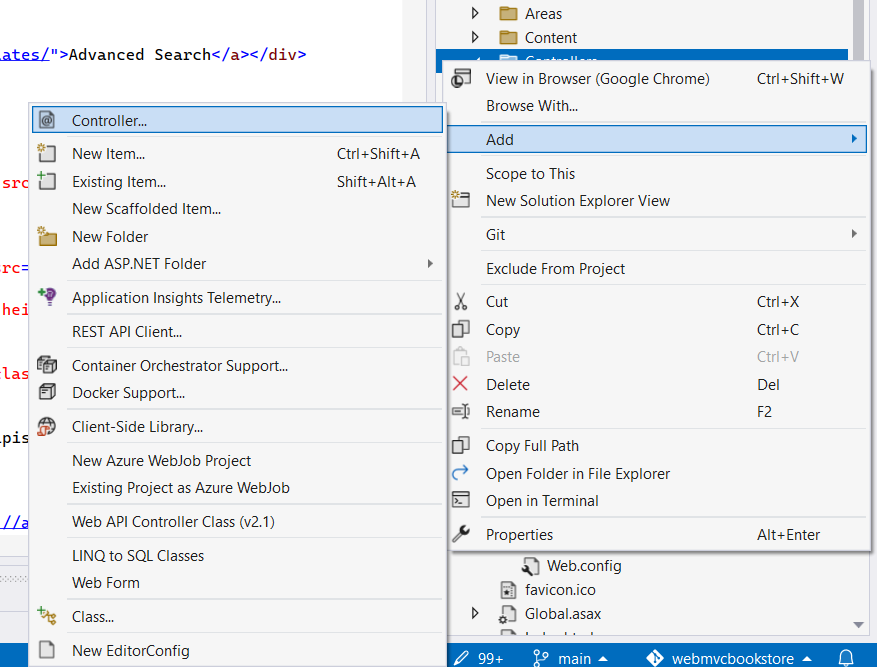 ates/">Advanced Search</a></div>
src
rc=
hei
clas
pis
//a
Areas
Content
Controllers
View in Browser (Google Chrome) Ctrl+Shift+W
Browse With...
Add
Scope to This
New Solution Explorer View
Git
Exclude From Project
Cut Ctrl+X
Copy Ctrl+C
Paste Ctrl+V
Delete Del
Rename F2
Copy Full Path
Open Folder in File Explorer
Open in Terminal
Properties Alt+Enter
Controller...
New Item... Ctrl+Shift+A
Existing Item... Shift+Alt+A
New Scaffolded Item...
New Folder
Add ASP.NET Folder
Application Insights Telemetry...
REST API Client...
Container Orchestrator Support...
Docker Support...
Client-Side Library...
New Azure WebJob Project
Existing Project as Azure WebJob
Web API Controller Class (v2.1)
LINQ to SQL Classes
Web Form
Class...
New EditorConfig
Web.config
favicon.ico
Global.asax
99+ main webmvcbookstore